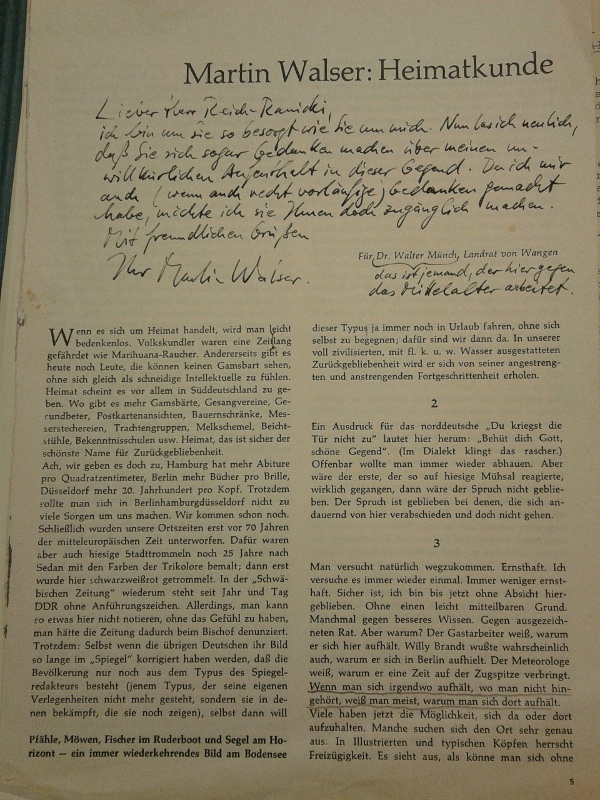 Martin Walser: Heimatkunde
Lieber Herr Reich-Ranicki,
ich bin um sie so besorgt wie Sie um mich. Nun las ich neulich,
daß Sie sich sogar Gedanken machen über meinen un-
willkürlichen Aufenthalt in dieser Gegend. Da ich mir
auch (wenn auch recht vorläufige) Gedanken gemacht
habe, möchte ich sie Ihnen doch zugänglich machen.
Mit freundlichen Grüßen
Ihr Martin Walser.
Für Dr. Walter Münch, Landrat von Wangen
das ist jemand, der hier gegen
das Mittelalter arbeitet.
Wenn es sich um Heimat handelt, wird man leicht
bedenkenlos. Volkskundler waren eine Zeitlang
gefährdet wie Marihuana-Raucher. Andererseits gibt es
heute noch Leute, die können keinen Gamsbart sehen,
ohne sich gleich als schneidige Intellektuelle zu fühlen.
Heimat scheint es vor allem in Süddeutschland zu ge-
ben. Wo gibt es mehr Gamsbärte, Gesangvereine, Ge-
rundbeter, Postkartenansichten, Bauernschränke, Mes-
serstechereien, Trachtengruppen, Melkschemel, Beicht-
stühle, Bekenntnisschulen usw. Heimat, das ist sicher der
schönste Name für Zurückgebliebenheit.
Ach, wir geben es doch zu, Hamburg hat mehr Abiture
pro Quadratzentimeter, Berlin mehr Bücher pro Brille,
Düsseldorf mehr 20. Jahrhundert pro Kopf. Trotzdem
sollte man sich in Berlinhamburgdüsseldorf nicht zu
viele Sorgen um uns machen. Wir kommen schon noch.
Schließlich wurden unsere Ortszeiten erst vor 70 Jahren
der mitteleuropäischen Zeit unterworfen. Dafür waren
aber auch hiesige Stadttrommeln noch 25 Jahre nach
Sedan mit den Farben der Trikolore bemalt; dann erst
wurde hier schwarzweißrot getrommelt. In der „Schwä-
bischen Zeitung“ wiederum steht seit Jahr und Tag
DDR ohne Anführungszeichen. Allerdings, man kann
so etwas hier nicht notieren, ohne das Gefühl zu haben,
man hätte die Zeitung dadurch beim Bischof denunziert.
Trotzdem: Selbst wenn die übrigen Deutschen ihr Bild
so lange im „Spiegel“ korrigiert haben werden, daß die
Bevölkerung nur noch aus dem Typus des Spiegel-
redakteurs besteht (jenem Typus, der seine eigenen
Verlegenheiten nicht mehr gesteht, sondern sie in de-
nen bekämpft, die sie noch zeigen), selbst dann will
Pfähle, Möwen, Fischer im Ruderboot und Segel am Ho-
rizont — ein immer wiederkehrendes Bild am Bodensee
dieser Typus ja immer noch in Urlaub fahren, ohne sich
selbst zu begegnen; dafür sind wir dann da. In unserer
voll zivilisierten, mit fl. k. u. w. Wasser ausgestatteten
Zurückgebliebenheit wird er sich von seiner angestreng-
ten und anstrengenden Fortgeschrittenheit erholen.
2
Ein Ausdruck für das norddeutsche „Du kriegst die
Tür nicht zu“ lautet hier herum: „Behüt dich Gott,
schöne Gegend“. (Im Dialekt klingt das rascher.)
Offenbar wollte man immer wieder abhauen. Aber
wäre der erste, der so auf hiesige Mühsal reagierte,
wirklich gegangen, dann wäre der Spruch nicht geblie-
ben. Der Spruch ist geblieben bei denen, die sich an-
dauernd von hier verabschieden und doch nicht gehen.
3
Man versucht natürlich wegzukommen. Ernsthaft. Ich
versuche es immer wieder einmal. Immer weniger ernst-
haft. Sicher ist, ich bin bis jetzt ohne Absicht hier-
geblieben. Ohne einen leicht mitteilbaren Grund.
Manchmal gegen besseres Wissen. Gegen ausgezeich-
neten Rat. Aber warum? Der Gastarbeiter weiß, warum
er sich hier aufhält. Willy Brandt wußte wahrscheinlich
auch, warum er sich in Berlin aufhielt. Der Meteorologe
weiß, warum er eine Zeit auf der Zugspitze verbringt.
Wenn man sich irgendwo aufhält, wo man nicht hin-
gehört, weiß man meist, warum man sich dort aufhält.
Viele haben jetzt die Möglichkeit, sich da oder dort
aufzuhalten. Manche suchen sich den Ort sehr genau
aus. In Illustrierten und typischen Köpfen herrscht
Freizügigkeit. Es sieht aus, als könne man sich ohne
5